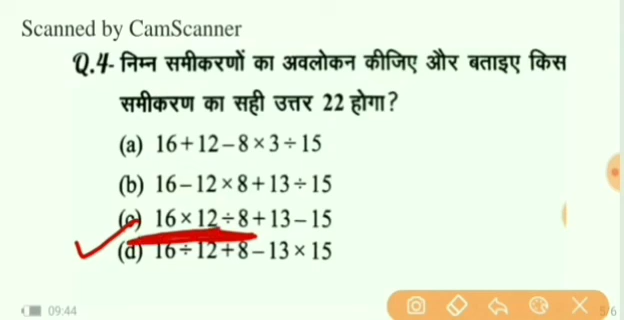 Scanned by CamScanner
Q.4- निम्न समीकरणों का अवलोकन कीजिए और बताइए किस
समीकरण का सही उत्तर 22 होगा?
(a) 16+12–8×3÷15
(b) 16–12×8+13÷15
(c) 16×12÷8+13–15
(d) 16÷12+8–13×15
09:44
5/6